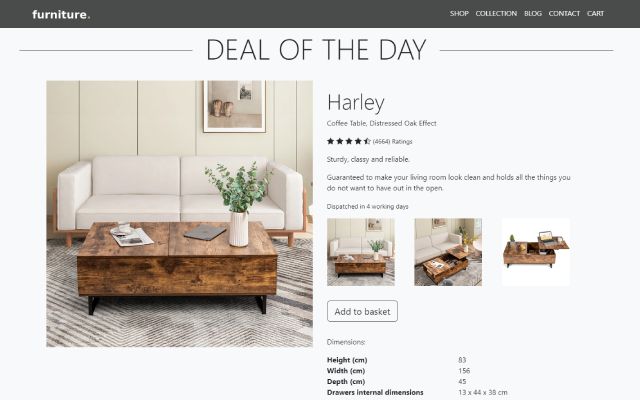 furniture.
SHOP COLLECTION BLOG CONTACT CART
DEAL OF THE DAY
Harley
Coffee Table, Distressed Oak Effect
(4664) Ratings
Sturdy, classy and reliable.
Guaranteed to make your living room look clean and holds all the things you
do not want to have out in the open.
Dispatched in 4 working days
Add to basket
Dimensions:
Height (cm) 83
Width (cm) 156
Depth (cm) 45
Drawers internal dimensions 13 x 44 x 38 cm